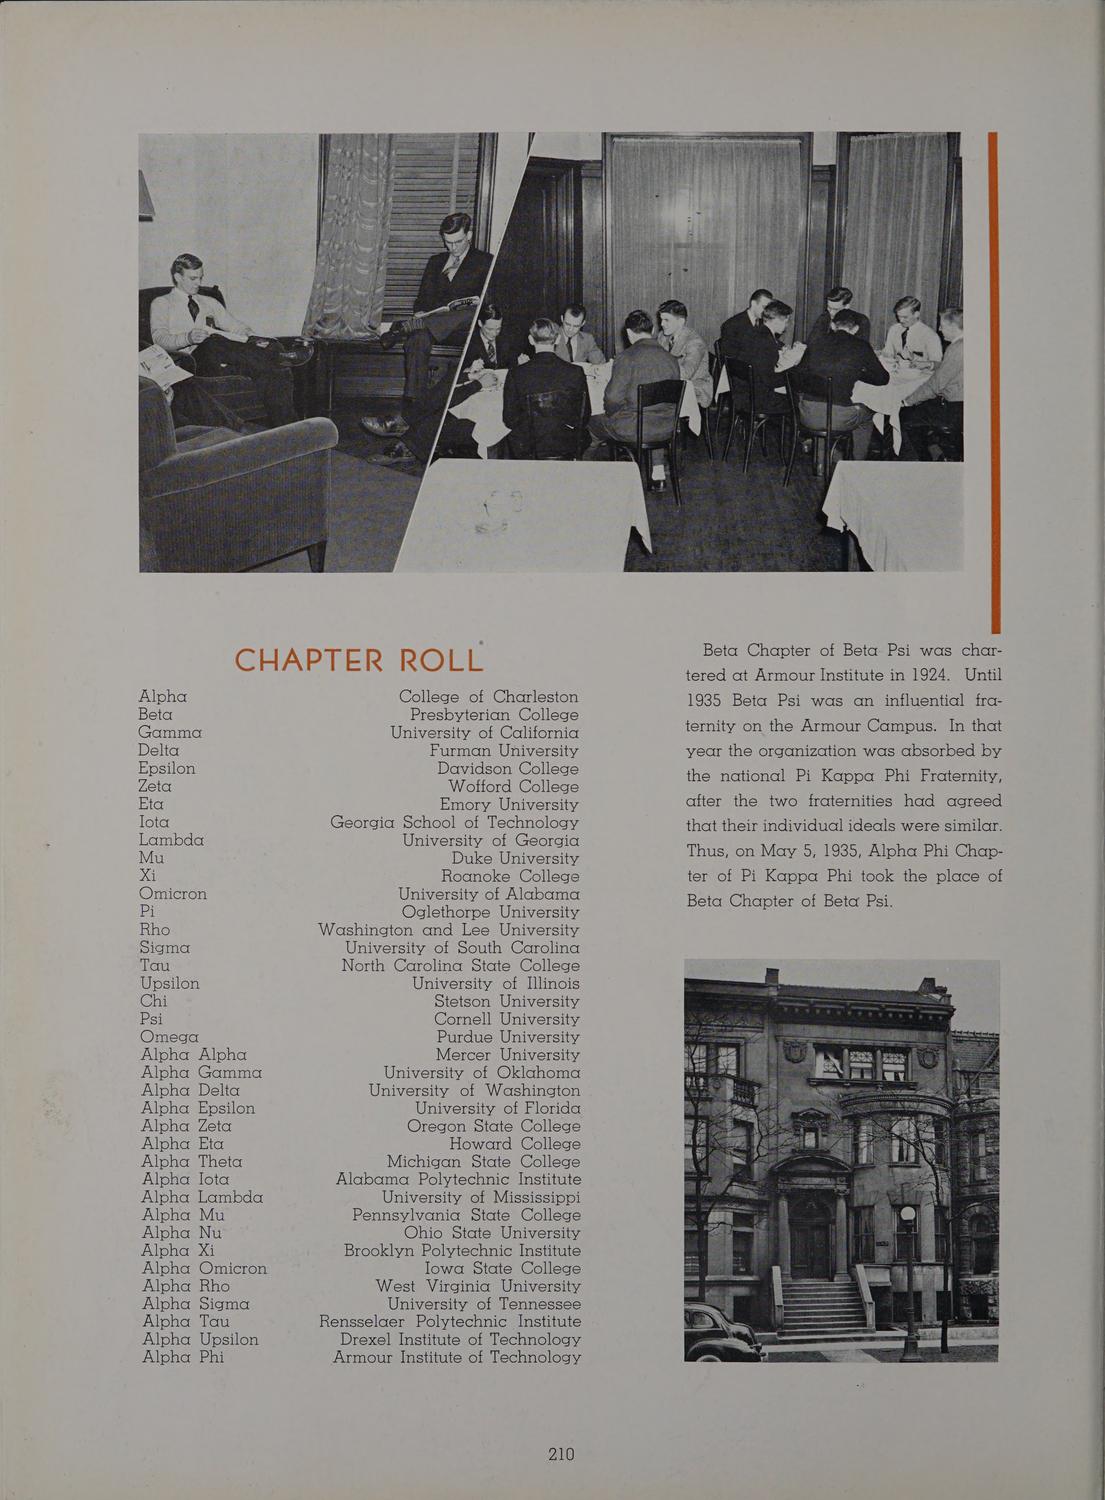 CHAPTER ROLL
Alpha College of Charleston
Beta Presbyterian College
Gamma University of California
Delta Furman University
Epsilon Davidson College
Zeta Wofford College
Eta Emory University
Iota Georgia School of Technology
Lambda University of Georgia
Mu Duke University
Xi Roanoke College
Omicron University of Alabama
Pi Oglethorpe University
Rho Washington and Lee University
Sigma University of South Carolina
Tau North Carolina State College
Upsilon University of Illinois
Chi Stetson University
Psi Cornell University
Omega Purdue University
Alpha Alpha Mercer University
Alpha Gamma University of Oklahoma
Alpha Delta University of Washington
Alpha Epsilon University of Florida
Alpha Zeta Oregon State College
Alpha Eta Howard College
Alpha Theta Michigan State College
Alpha Iota Alabama Polytechnic Institute
Alpha Lambda University of Mississippi
Alpha Mu Pennsylvania State College
Alpha Nu Ohio State University
Alpha Xi Brooklyn Polytechnic Institute
Alpha Omicron Iowa State College
Alpha Rho West Virginia University
Alpha Sigma University of Tennessee
Alpha Tau Rensselaer Polytechnic Institute
Alpha Upsilon Drexel Institute of Technology
Alpha Phi Armour Institute of Technology
Beta Chapter of Beta Psi was char-
tered at Armour Institute in 1924. Until
1935 Beta Psi was an influential fra-
ternity on the Armour Campus. In that
year the organization was absorbed by
the national Pi Kappa Phi Fraternity,
after the two fraternities had agreed
that their individual ideals were similar.
Thus, on May 5, 1935, Alpha Phi Chap-
ter of Pi Kappa Phi took the place of
Beta Chapter of Beta Psi.
210